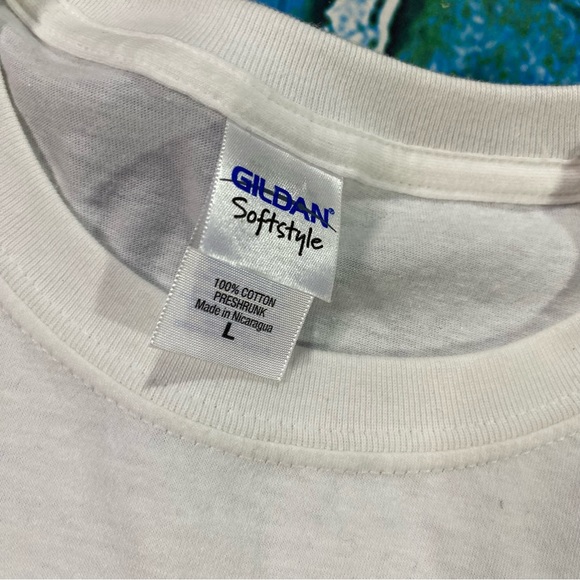 GILDAN®
Softstyle
100% COTTON
PRESHRUNK
Made in Nicaragua
L